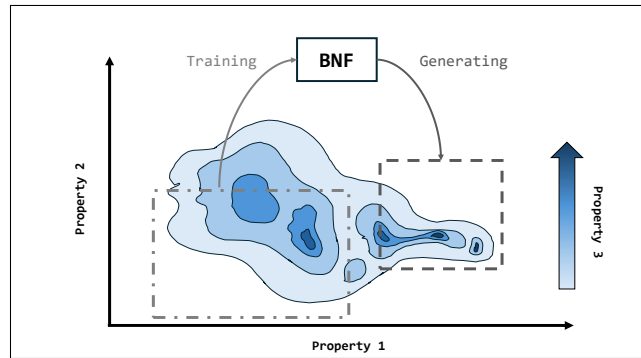 BNF
Training
Generating
Property 2
Property 3
Property 1